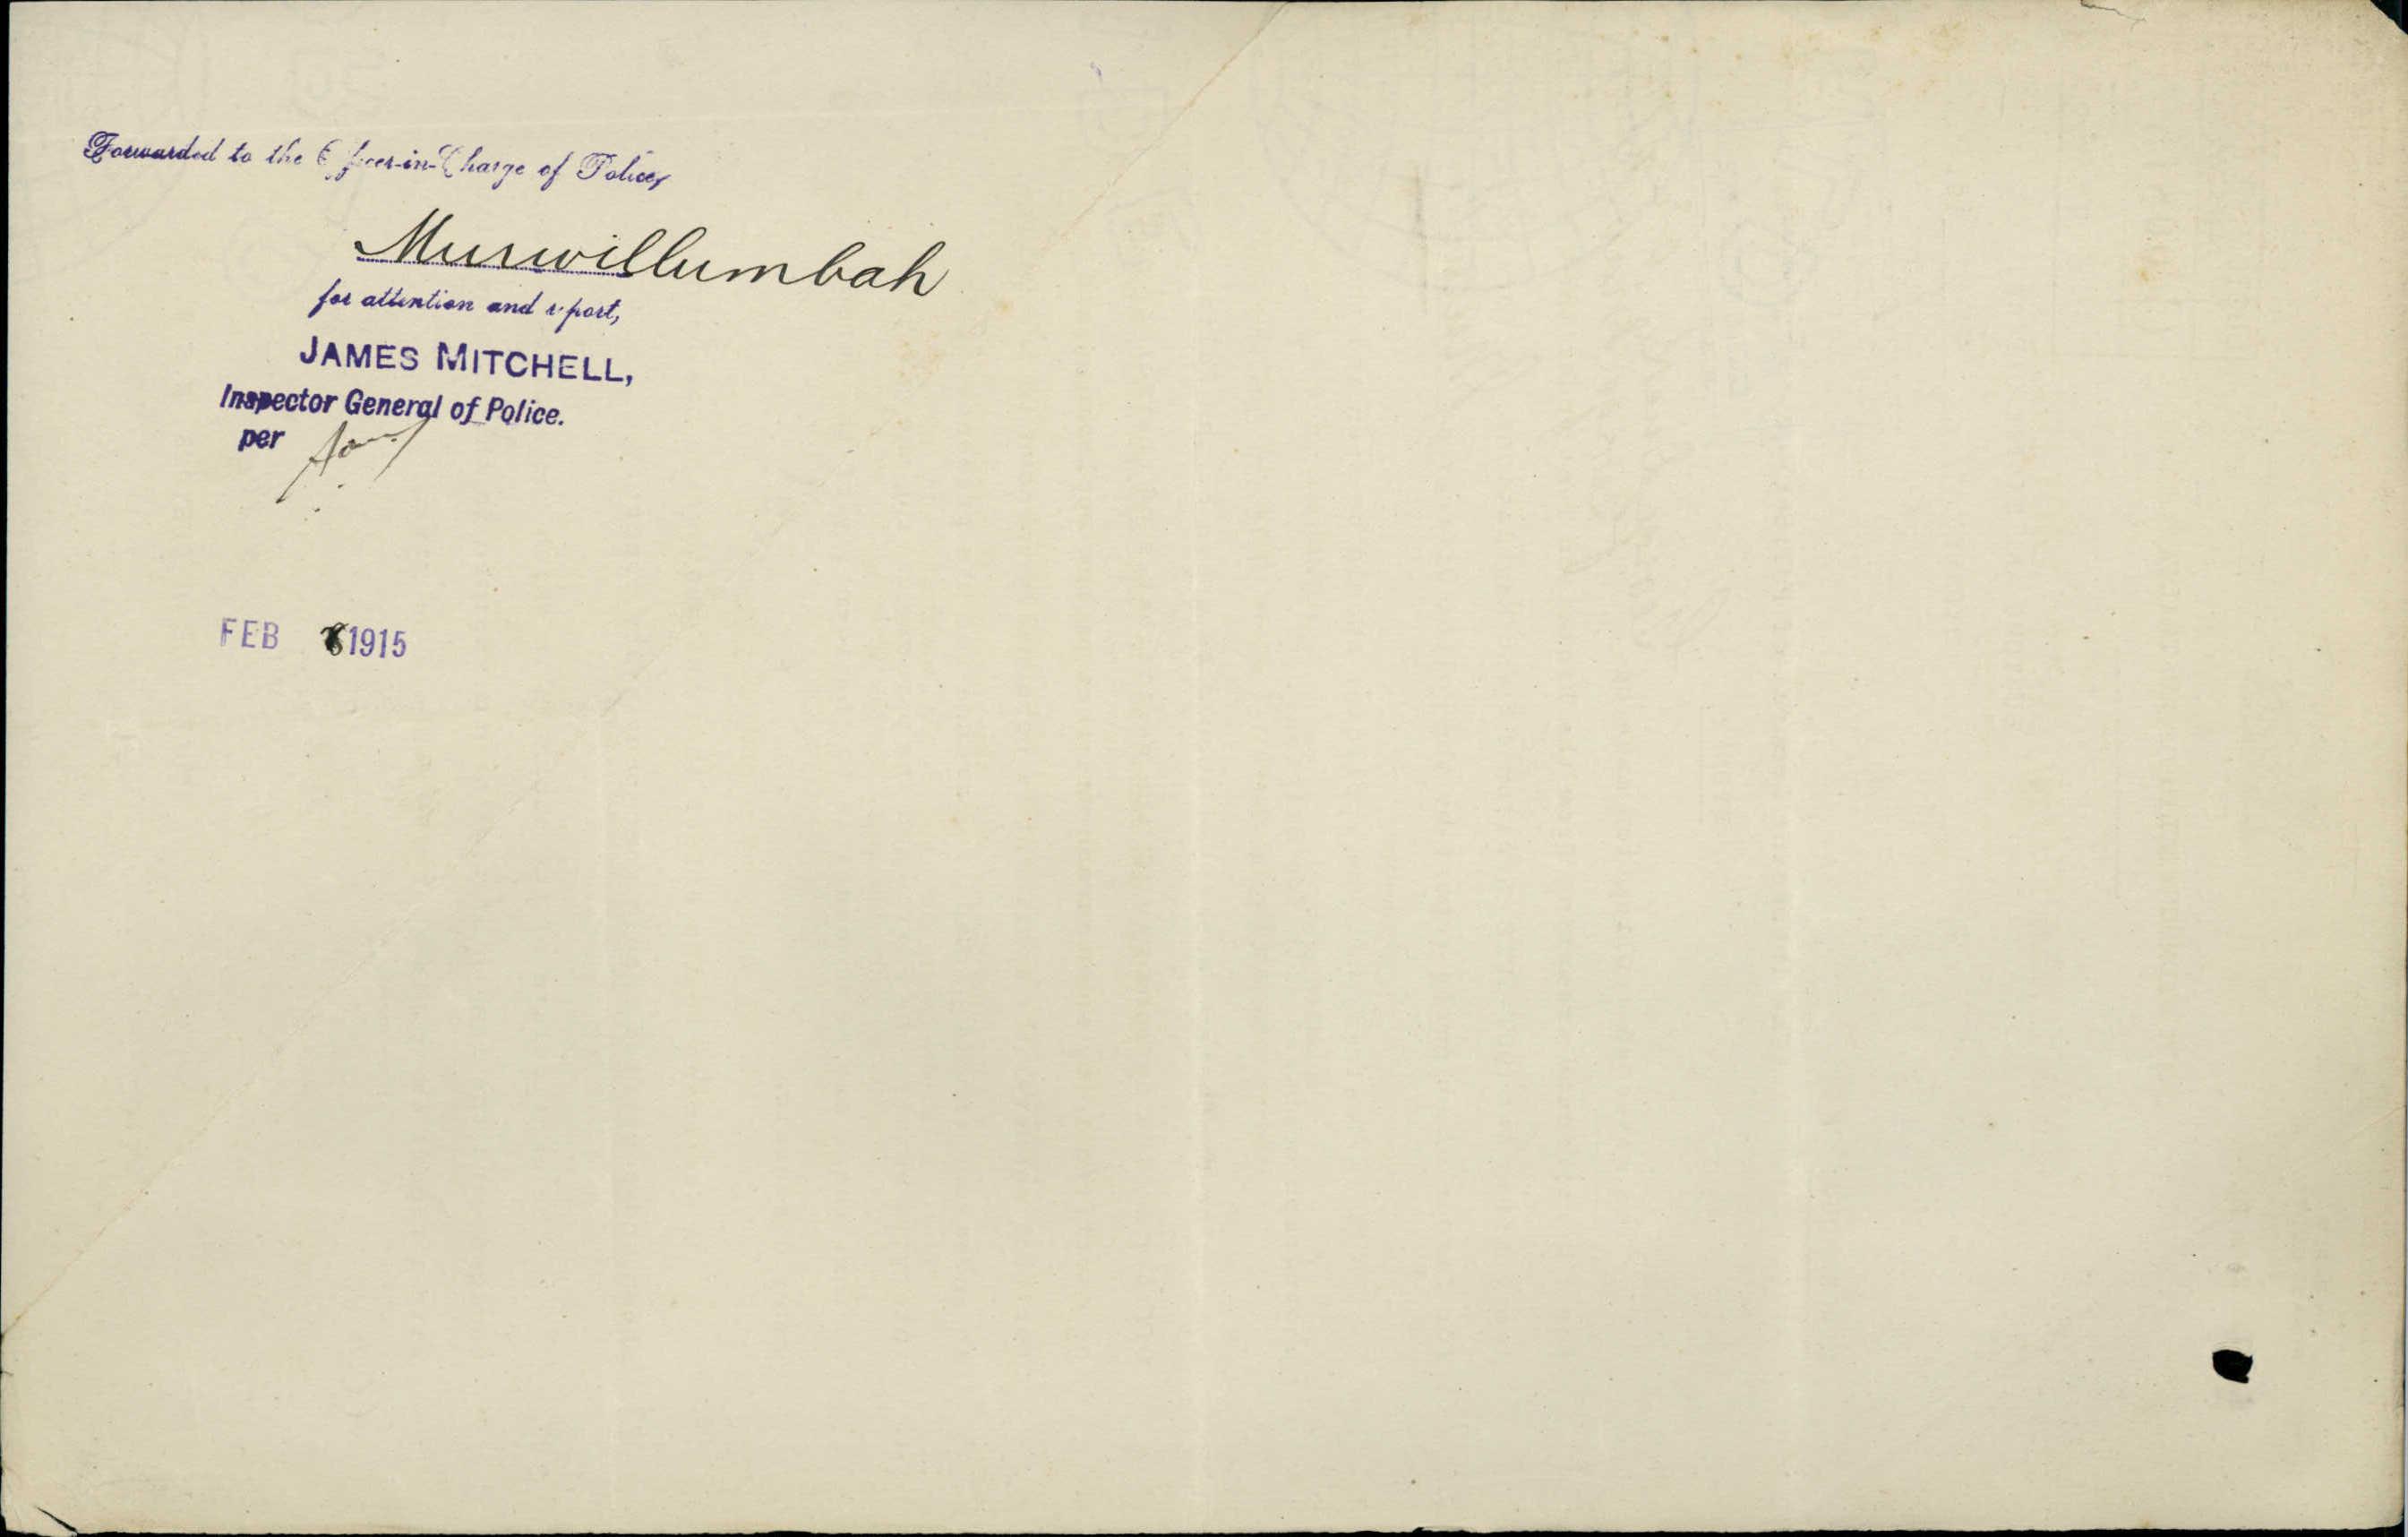 Forwarded to the Officer-in-Charge of Police,
Murwillumbah
for attention and report,
JAMES MITCHELL,
Inspector General of Police.
per
FEB 1915